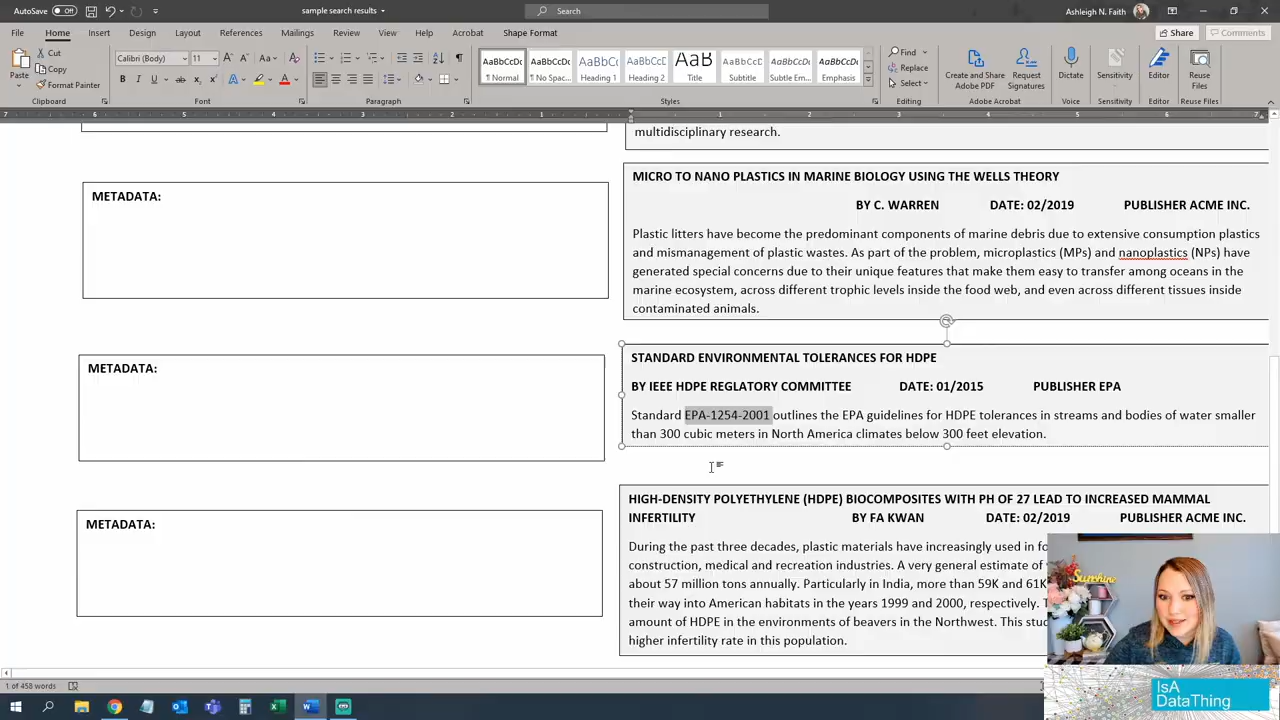 AutoSave Off
sample search results
Search
Ashleigh N. Faith
File Home Insert Draw Design Layout References Mailings Review View Help Acrobat Shape Format
Share Comments
Paste
Cut
Copy
Format Painter
Calibri (Body) 11
¶ Normal
¶ No Spac...
Heading 1
Heading 2
Title
Subtitle
Subtle Em...
Emphasis
Find
Replace
Select
Create and Share Adobe PDF
Request Signatures
Dictate
Sensitivity
Editor
Reuse Files
Clipboard Font Paragraph Styles Editing Adobe Acrobat Voice Sensitivity Editor Reuse Files
multidisciplinary research.
METADATA:
MICRO TO NANO PLASTICS IN MARINE BIOLOGY USING THE WELLS THEORY
BY C. WARREN DATE: 02/2019 PUBLISHER ACME INC.
Plastic litters have become the predominant components of marine debris due to extensive consumption plastics
and mismanagement of plastic wastes. As part of the problem, microplastics (MPs) and nanoplastics (NPs) have
generated special concerns due to their unique features that make them easy to transfer among oceans in the
marine ecosystem, across different trophic levels inside the food web, and even across different tissues inside
contaminated animals.
METADATA:
STANDARD ENVIRONMENTAL TOLERANCES FOR HDPE
BY IEEE HDPE REGLATORY COMMITTEE DATE: 01/2015 PUBLISHER EPA
Standard EPA-1254-2001 outlines the EPA guidelines for HDPE tolerances in streams and bodies of water smaller
than 300 cubic meters in North America climates below 300 feet elevation.
METADATA:
HIGH-DENSITY POLYETHYLENE (HDPE) BIOCOMPOSITES WITH PH OF 27 LEAD TO INCREASED MAMMAL
INFERTILITY BY FA KWAN DATE: 02/2019 PUBLISHER ACME INC.
During the past three decades, plastic materials have increasingly used in fo
construction, medical and recreation industries. A very general estimate of
about 57 million tons annually. Particularly in India, more than 59K and 61K
their way into American habitats in the years 1999 and 2000, respectively. T
amount of HDPE in the environments of beavers in the Northwest. This stu
higher infertility rate in this population.
Sunshine
IsA
DataThing
1 of 458 words